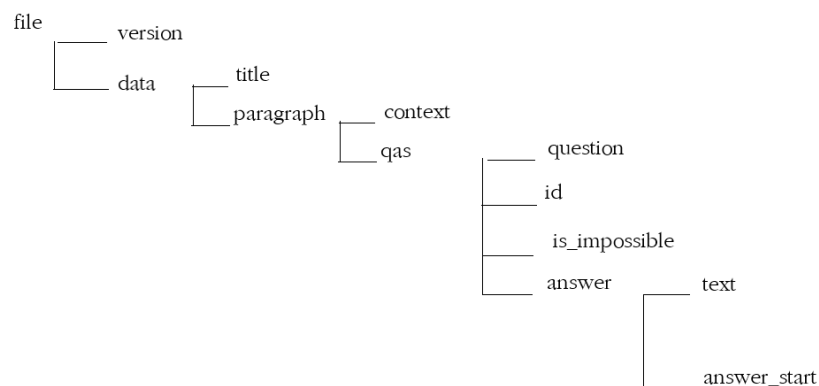 file
version
data
title
paragraph
context
qas
question
id
is_impossible
answer
text
answer_start